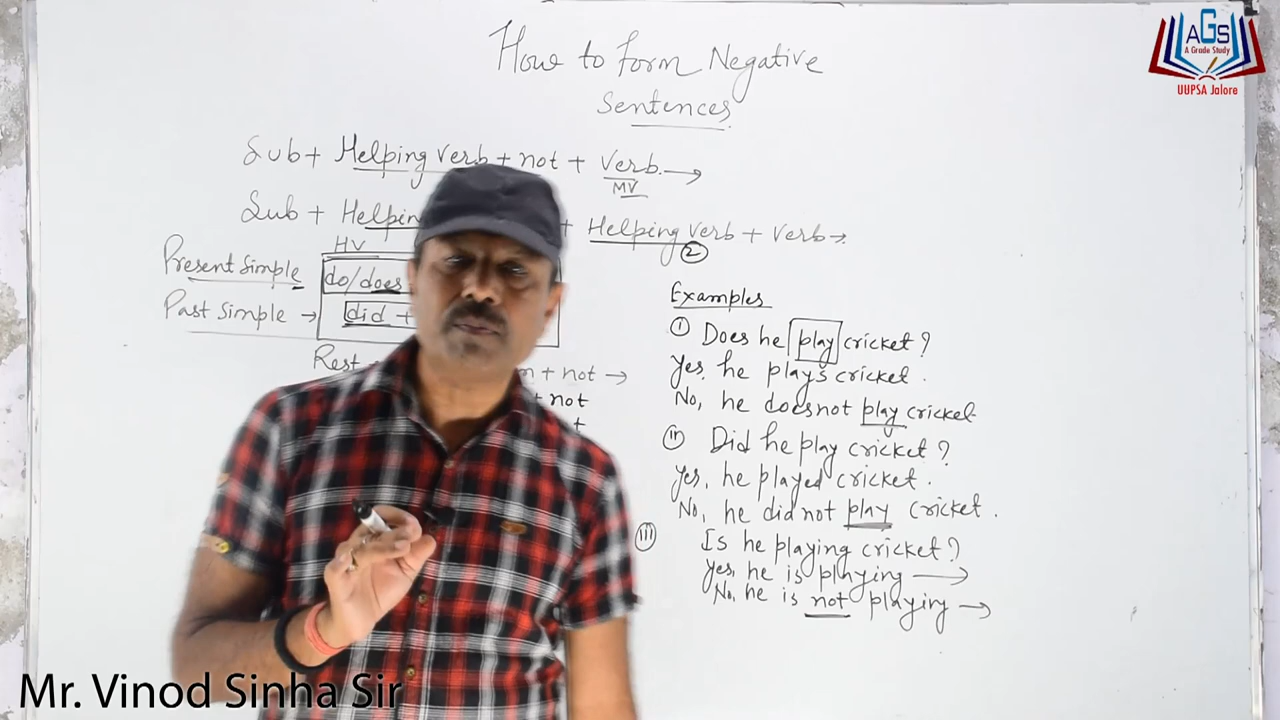 How to form Negative
Sentences
AGS
A Grade Study
UUPSA Jalore
Sub + Helping Verb + not + Verb →
MV
Sub + Helpin + Helping Verb + Verb →
②
HV
Present Simple do/does
Past Simple → did +
Rest + not →
+ not
Examples
① Does he play cricket?
Yes, he plays cricket.
No, he does not play cricket
ⅱ Did he play cricket?
Yes, he played cricket.
No, he did not play cricket.
ⅲ Is he playing cricket?
Yes, he is playing →
No, he is not playing →
Mr. Vinod Sinha Sir